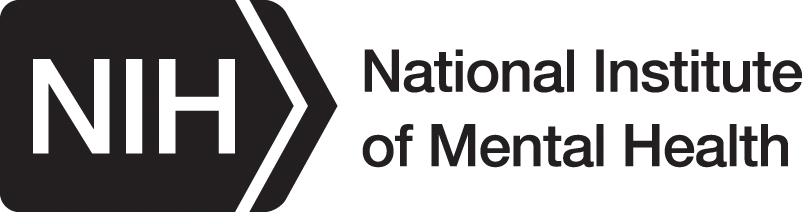 NIH
National Institute
of Mental Health